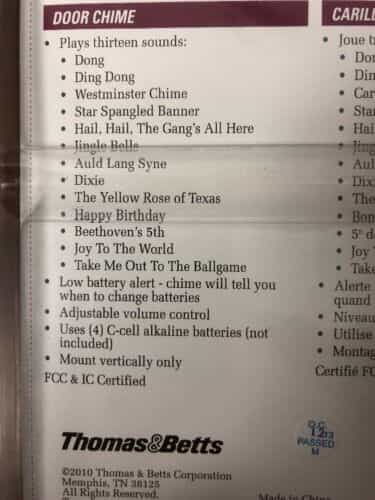 DOOR CHIME
• Plays thirteen sounds:
• Dong
• Ding Dong
• Westminster Chime
• Star Spangled Banner
• Hail, Hail, The Gang's All Here
• Jingle Bells
• Auld Lang Syne
• Dixie
• The Yellow Rose of Texas
• Happy Birthday
• Beethoven's 5th
• Joy To The World
• Take Me Out To The Ballgame
• Low battery alert - chime will tell you
when to change batteries
• Adjustable volume control
• Uses (4) C-cell alkaline batteries (not
included)
• Mount vertically only
FCC & IC Certified
Thomas&Betts
©2010 Thomas & Betts Corporation
Memphis, TN 38125
All Rights Reserved.
CARILL
• Joue t
• Do
• Din
• Car
• Sta
• Hai
• Jing
• Aul
• Dix
• The
• Bon
• 5e d
• Joy
• Take
• Alerte
quand
• Niveau
• Utilise
• Montag
Certifié FC
Q.C.
PASSED
M
Made in China